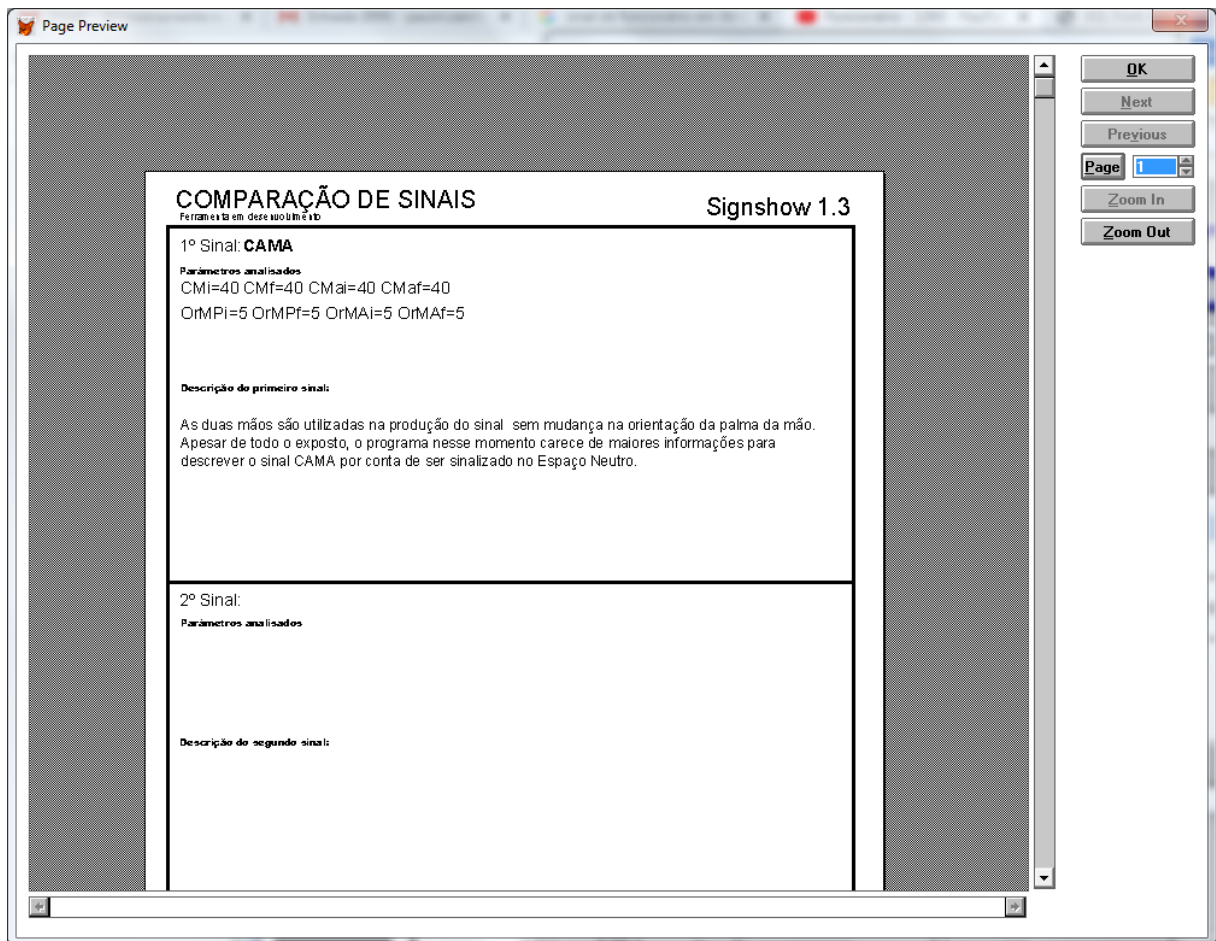 Page Preview
OK
Next
Previous
Page 1
Zoom In
Zoom Out
COMPARAÇÃO DE SINAIS
Ferramenta em desenvolvimento
Signshow 1.3
1º Sinal: CAMA
Parâmetros analisados
CMi=40 CMf=40 CMai=40 CMaf=40
OrMPi=5 OrMPf=5 OrMAi=5 OrMAf=5
Descrição do primeiro sinal:
As duas mãos são utilizadas na produção do sinal sem mudança na orientação da palma da mão.
Apesar de todo o exposto, o programa nesse momento carece de maiores informações para
descrever o sinal CAMA por conta de ser sinalizado no Espaço Neutro.
2º Sinal:
Parâmetros analisados
Descrição do segundo sinal: